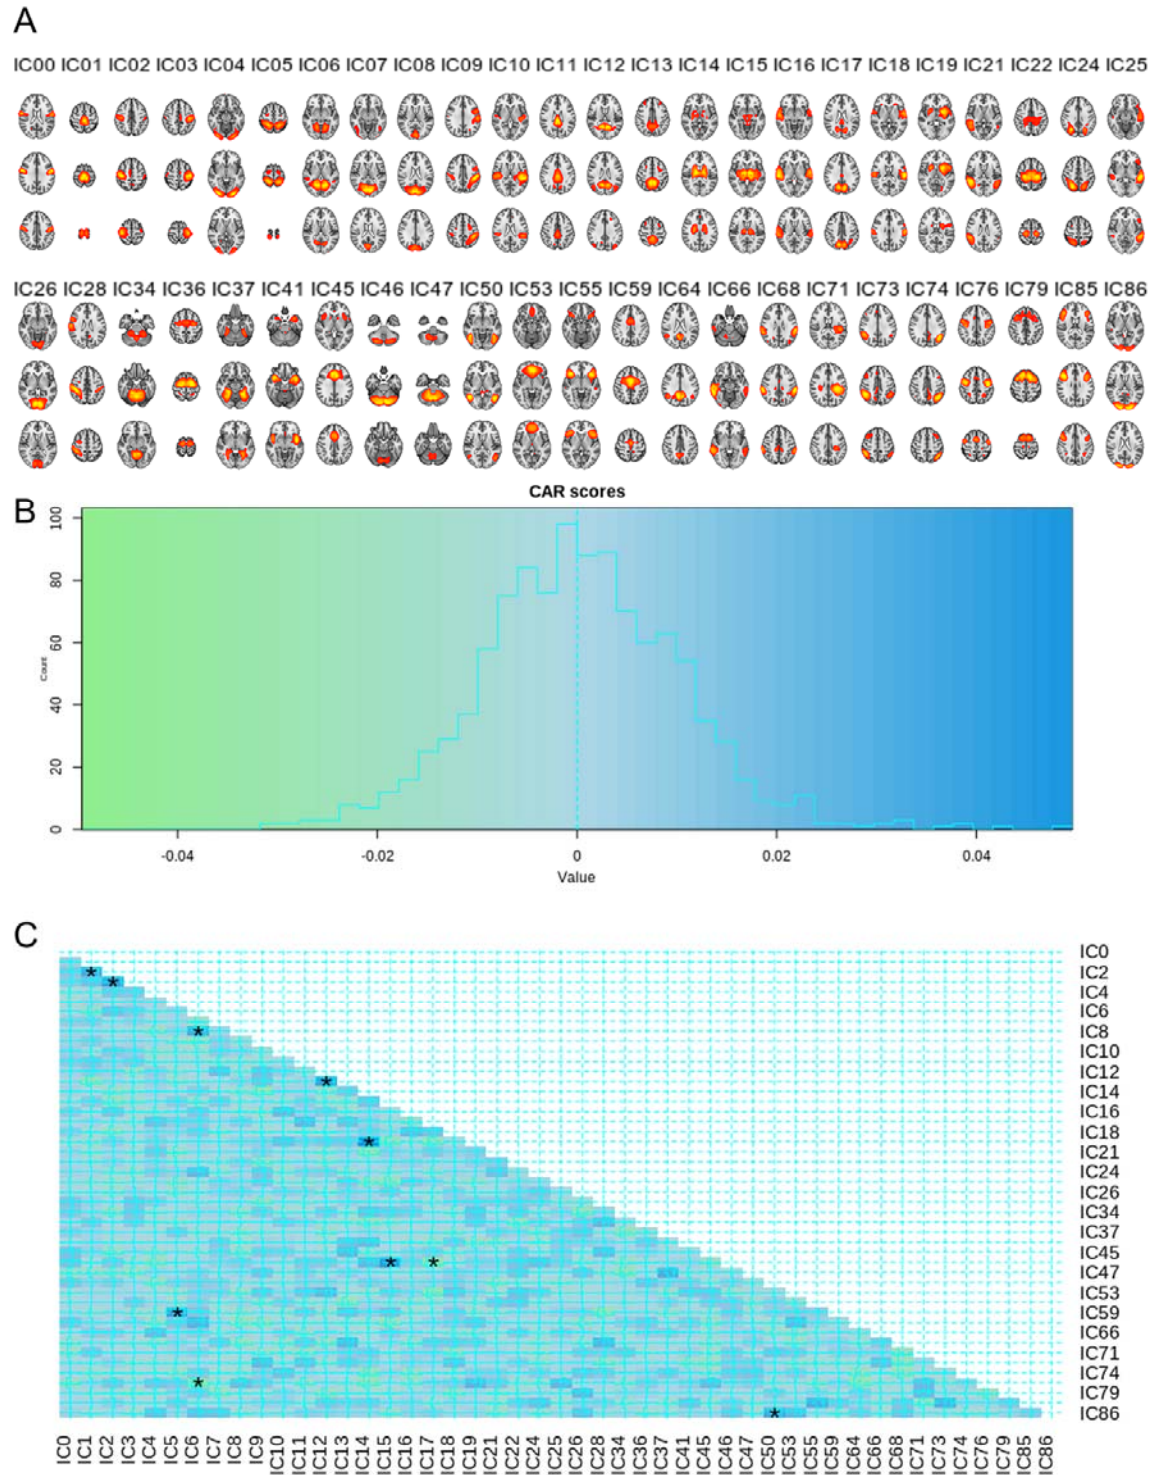 A
IC00 IC01 IC02 IC03 IC04 IC05 IC06 IC07 IC08 IC09 IC10 IC11 IC12 IC13 IC14 IC15 IC16 IC17 IC18 IC19 IC21 IC22 IC24 IC25
IC26 IC28 IC34 IC36 IC37 IC41 IC45 IC46 IC47 IC50 IC53 IC55 IC59 IC64 IC66 IC68 IC71 IC73 IC74 IC76 IC79 IC85 IC86
B
CAR scores
Count
100
80
60
40
20
0
-0.04 -0.02 0 0.02 0.04
Value
C
IC0
IC2
IC4
IC6
IC8
IC10
IC12
IC14
IC16
IC18
IC21
IC24
IC26
IC34
IC37
IC45
IC47
IC53
IC59
IC66
IC71
IC74
IC79
IC86
IC0 IC1 IC2 IC3 IC4 IC5 IC6 IC7 IC8 IC9 IC10 IC11 IC12 IC13 IC14 IC15 IC16 IC17 IC18 IC19 IC21 IC22 IC24 IC25 IC26 IC28 IC34 IC36 IC37 IC41 IC45 IC46 IC47 IC50 IC53 IC55 IC59 IC64 IC66 IC68 IC71 IC73 IC74 IC76 IC79 IC85 IC86